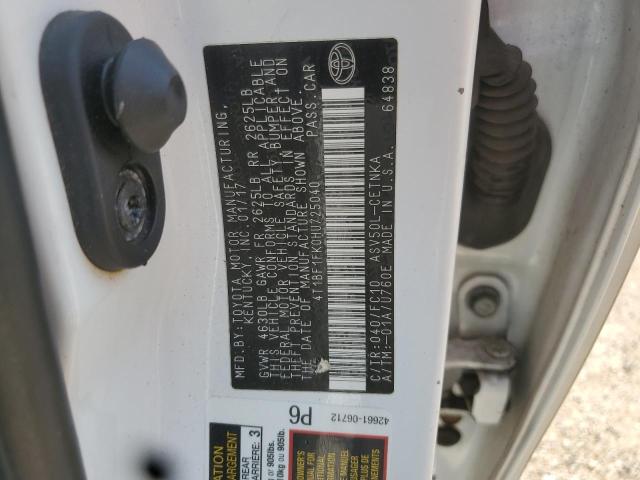 MFD.BY:TOYOTA MOTOR MANUFACTURING,
KENTUCKY, INC. 01/17
GVWR 4630LB GAWR FR 2625LB RR 2625LB
THIS VEHICLE CONFORMS TO ALL APPLICABLE
FEDERAL MOTOR VEHICLE SAFETY, BUMPER, AND
THEFT PREVENTION STANDARDS IN EFFECT ON
THE DATE OF MANUFACTURE SHOWN ABOVE.
4T1BF1FK0HU725040 PASS. CAR
C/TR:040/FC10 ASV50L-CETNKA
A/TM:-01A/U760E MADE IN U.S.A.
64838
P6
42661-06712